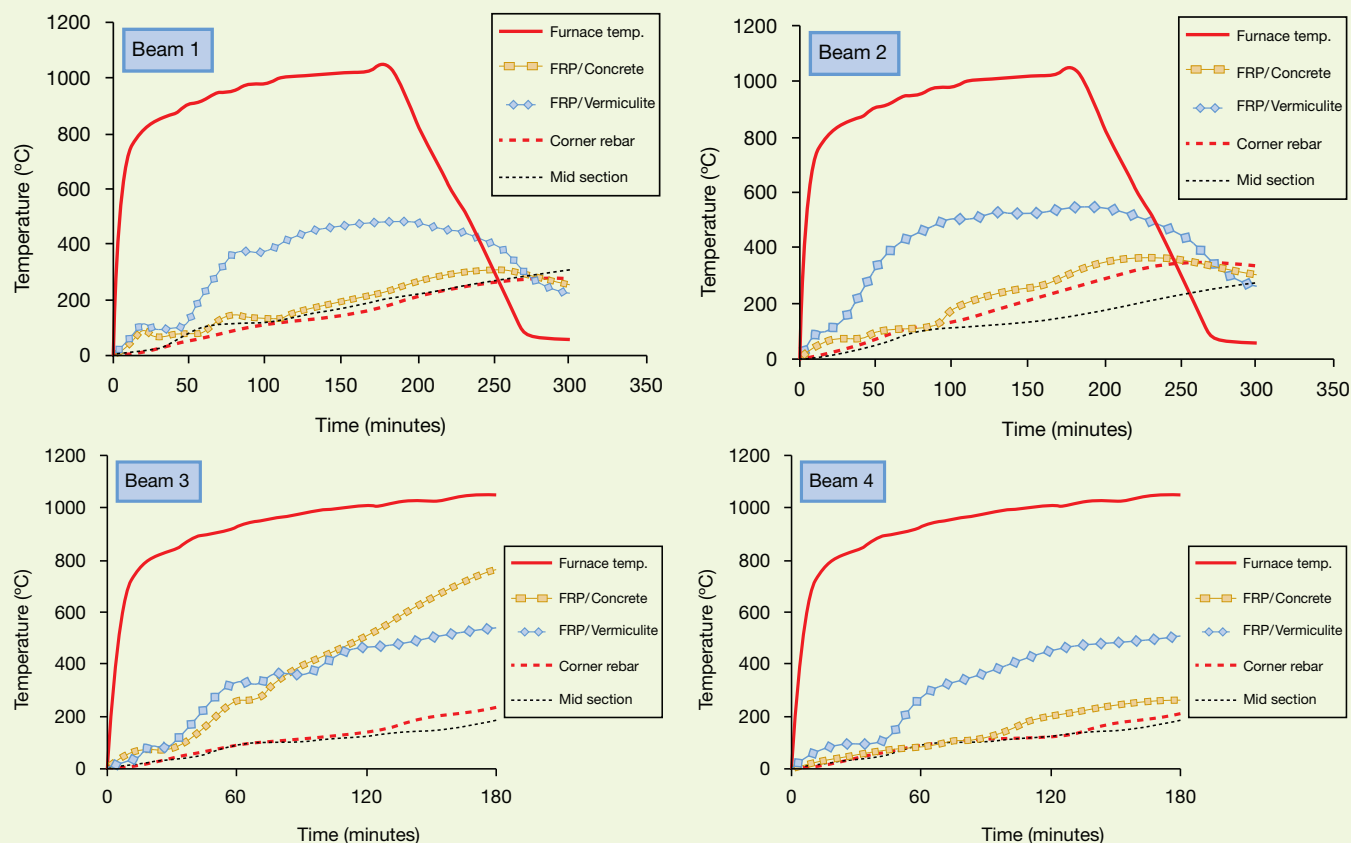 Beam 1
1200
1000
800
600
400
200
0
Temperature (ºC)
0 50 100 150 200 250 300 350
Time (minutes)
Furnace temp.
FRP/Concrete
FRP/Vermiculite
Corner rebar
Mid section
Beam 2
1200
1000
800
600
400
200
0
Temperature (ºC)
0 50 100 150 200 250 300 350
Time (minutes)
Furnace temp.
FRP/Concrete
FRP/Vermiculite
Corner rebar
Mid section
Beam 3
1200
1000
800
600
400
200
0
Temperature (ºC)
0 60 120 180
Time (minutes)
Furnace temp.
FRP/Concrete
FRP/Vermiculite
Corner rebar
Mid section
Beam 4
1200
1000
800
600
400
200
0
Temperature (ºC)
0 60 120 180
Time (minutes)
Furnace temp.
FRP/Concrete
FRP/Vermiculite
Corner rebar
Mid section